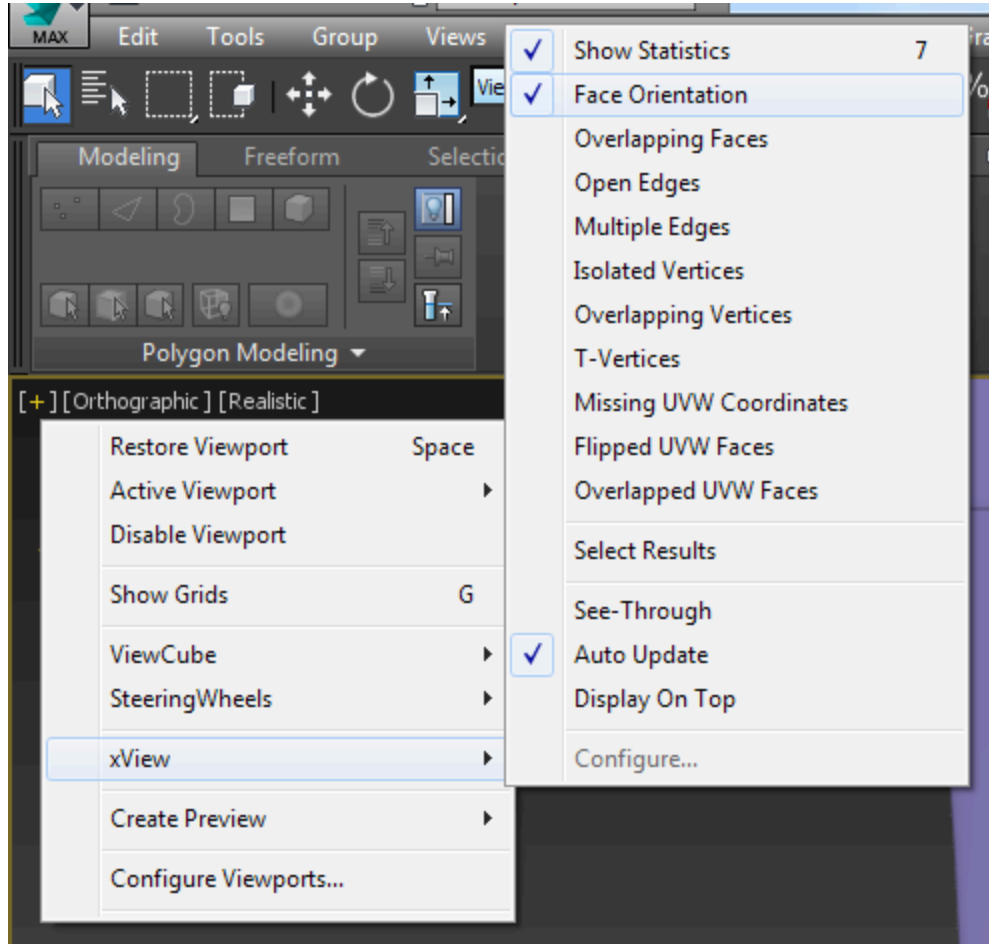 MAX Edit Tools Group Views
Modeling Freeform
Polygon Modeling
[+] [Orthographic] [Realistic]
Restore Viewport Space
Active Viewport
Disable Viewport
Show Grids G
ViewCube
SteeringWheels
xView
Create Preview
Configure Viewports...
Show Statistics 7
Face Orientation
Overlapping Faces
Open Edges
Multiple Edges
Isolated Vertices
Overlapping Vertices
T-Vertices
Missing UVW Coordinates
Flipped UVW Faces
Overlapped UVW Faces
Select Results
See-Through
Auto Update
Display On Top
Configure...